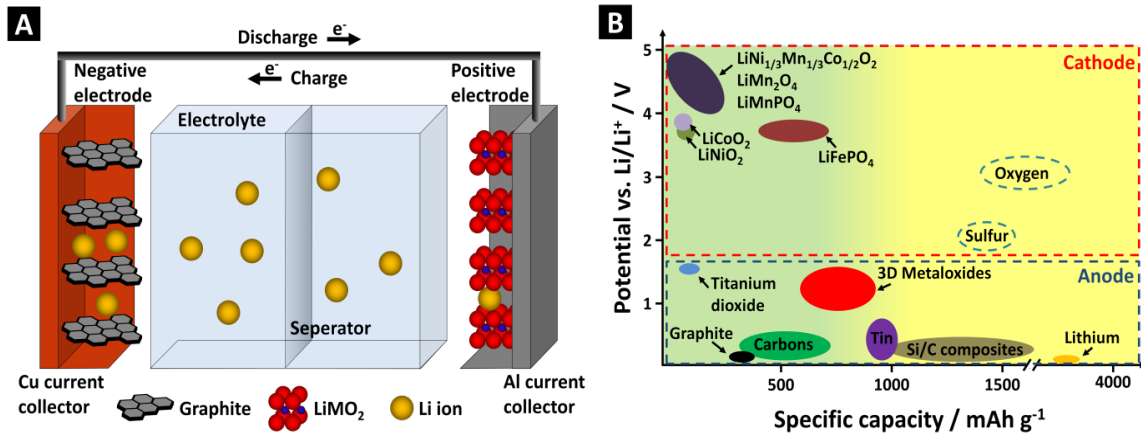 A
Discharge e-
e- Charge
Negative
electrode
Positive
electrode
Electrolyte
Seperator
Cu current
collector
Al current
collector
Graphite
LiMO2
Li ion
B
Potential vs. Li/Li+ / V
5
4
3
2
1
Cathode
LiNi1/3Mn1/3Co1/2O2
LiMn2O4
LiMnPO4
LiCoO2
LiNiO2
LiFePO4
Oxygen
Sulfur
Anode
Titanium
dioxide
3D Metaloxides
Graphite
Carbons
Tin
Si/C composites
Lithium
500
1000
1500
4000
Specific capacity / mAh g-1